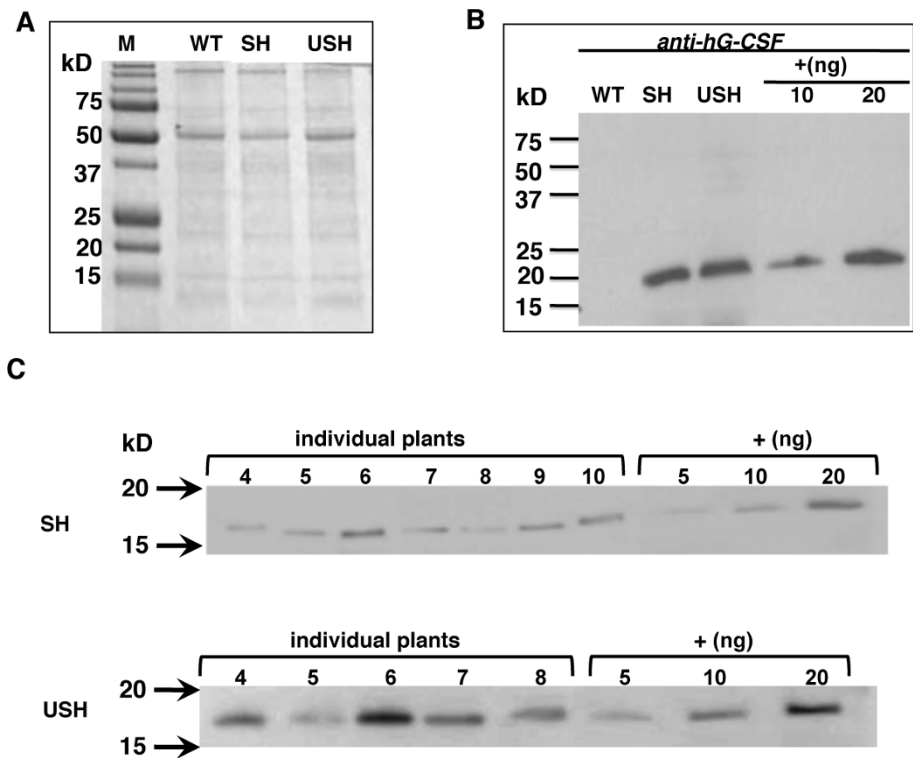 A
M WT SH USH
kD
75
50
37
25
20
15
B
anti-hG-CSF
+(ng)
kD WT SH USH 10 20
75
50
37
25
20
15
C
kD individual plants + (ng)
4 5 6 7 8 9 10 5 10 20
20
SH
15
individual plants + (ng)
4 5 6 7 8 5 10 20
20
USH
15